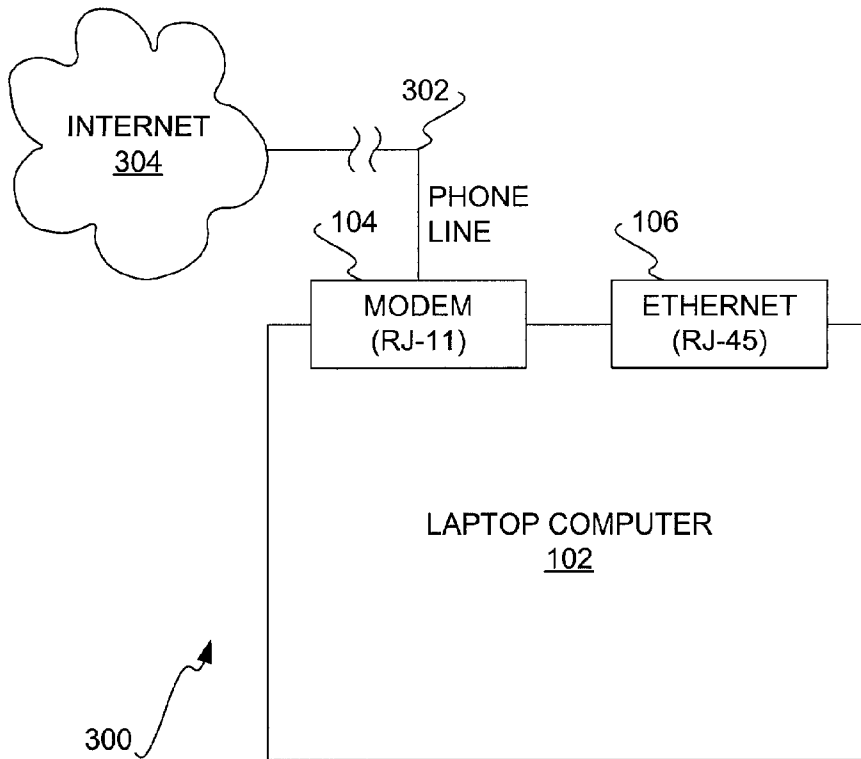 INTERNET
304
302
PHONE
LINE
104
106
MODEM
(RJ-11)
ETHERNET
(RJ-45)
LAPTOP COMPUTER
102
300